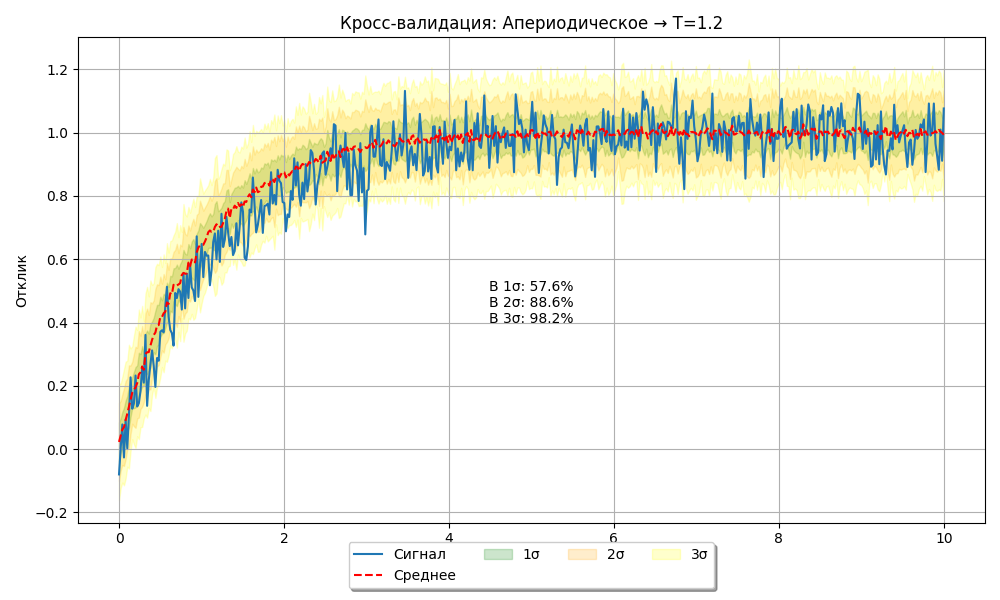 Кросс-валидация: Апериодическое → T=1.2
Отклик
1.2
1.0
0.8
0.6
0.4
0.2
0.0
−0.2
В 1σ: 57.6%
В 2σ: 88.6%
В 3σ: 98.2%
0 2 4 6 8 10
Сигнал 1σ 2σ 3σ
Среднее